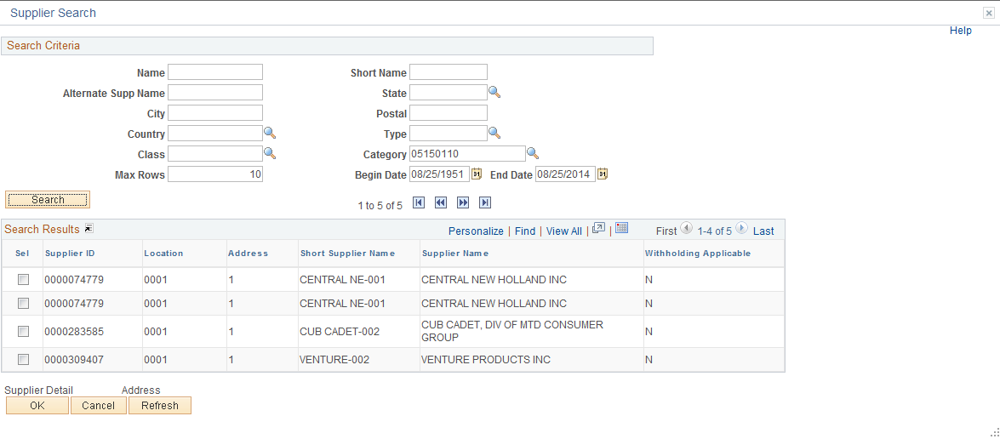 Supplier Search
Help
Search Criteria
Name Short Name
Alternate Supp Name State
City Postal
Country Type
Class Category 05150110
Max Rows 10 Begin Date 08/25/1951 31 End Date 08/25/2014 31
Search 1 to 5 of 5
Search Results Personalize | Find | View All | | First 1-4 of 5 Last
Sel Supplier ID Location Address Short Supplier Name Supplier Name Withholding Applicable
0000074779 0001 1 CENTRAL NE-001 CENTRAL NEW HOLLAND INC N
0000074779 0001 1 CENTRAL NE-001 CENTRAL NEW HOLLAND INC N
0000283585 0001 1 CUB CADET-002 CUB CADET, DIV OF MTD CONSUMER GROUP N
0000309407 0001 1 VENTURE-002 VENTURE PRODUCTS INC N
Supplier Detail Address
OK Cancel Refresh